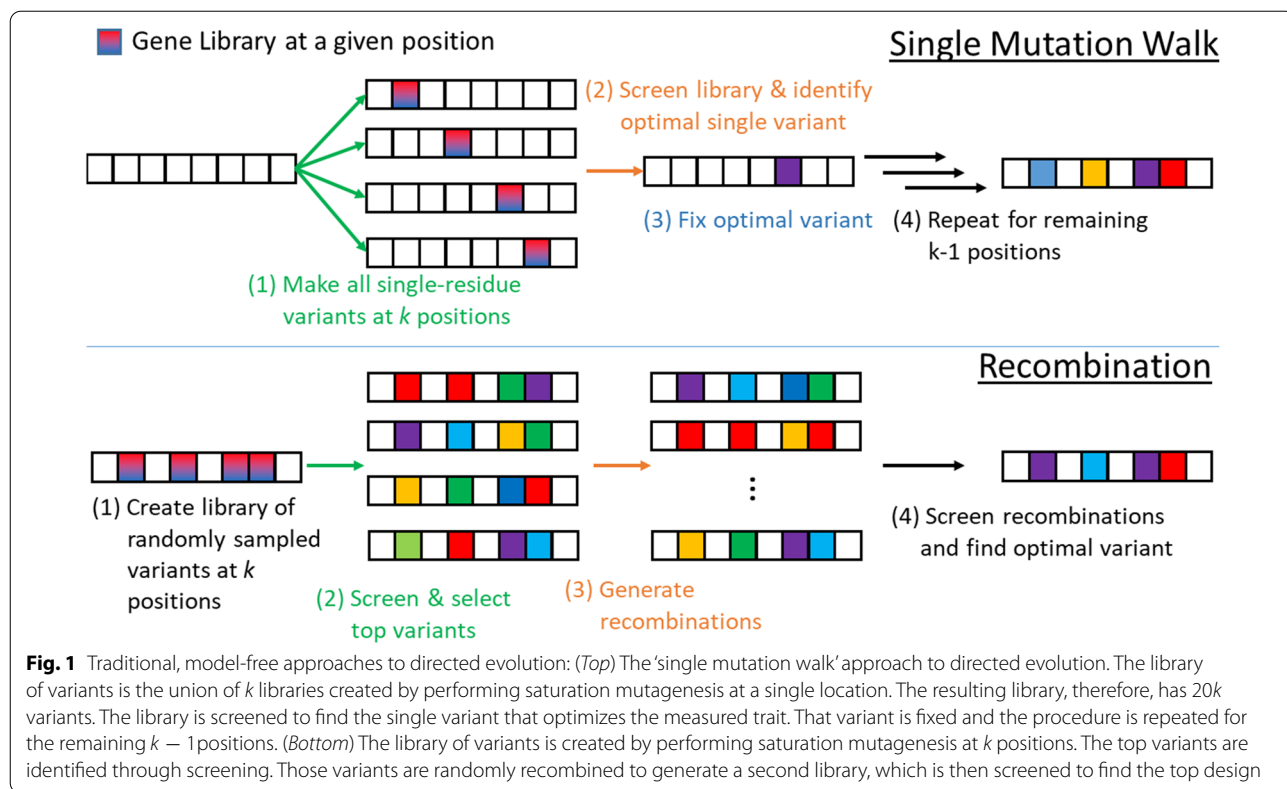 Gene Library at a given position
Single Mutation Walk
(2) Screen library & identify
optimal single variant
(3) Fix optimal variant
(4) Repeat for remaining
k-1 positions
(1) Make all single-residue
variants at k positions
Recombination
(1) Create library of
randomly sampled
variants at k
positions
(2) Screen & select
top variants
(3) Generate
recombinations
(4) Screen recombinations
and find optimal variant
Fig. 1 Traditional, model-free approaches to directed evolution: (Top) The ‘single mutation walk’ approach to directed evolution. The library
of variants is the union of k libraries created by performing saturation mutagenesis at a single location. The resulting library, therefore, has 20k
variants. The library is screened to find the single variant that optimizes the measured trait. That variant is fixed and the procedure is repeated for
the remaining k − 1positions. (Bottom) The library of variants is created by performing saturation mutagenesis at k positions. The top variants are
identified through screening. Those variants are randomly recombined to generate a second library, which is then screened to find the top design